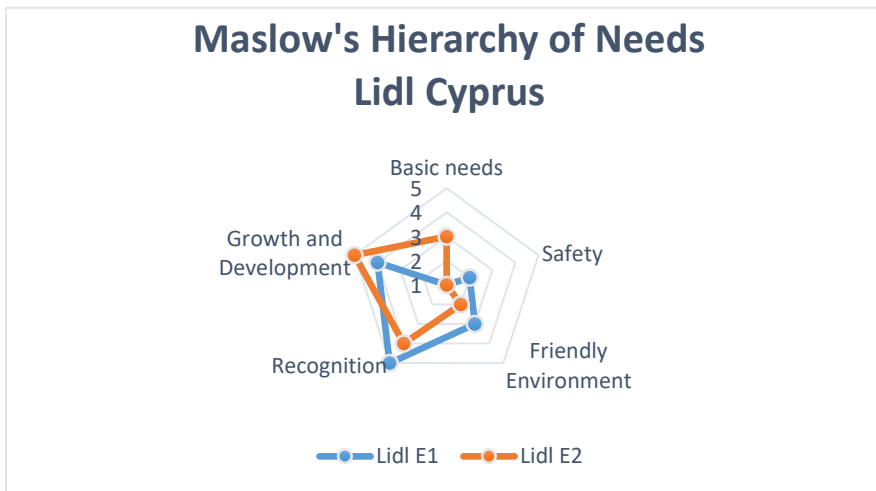 Maslow's Hierarchy of Needs
Lidl Cyprus
Basic needs
5
4
3
2
1
Growth and
Development
Safety
Recognition
Friendly
Environment
Lidl E1
Lidl E2